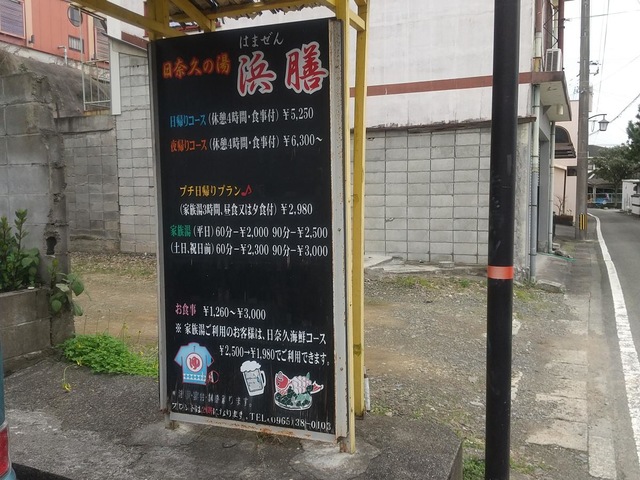 はまぜん
日奈久の湯 浜膳
日帰りコース(休憩4時間・食事付) ¥5,250
夜帰りコース(休憩4時間・食事付) ¥6,300~
プチ日帰りプラン♪
(家族湯3時間、昼食又は夕食付) ¥2,980
家族湯 (平日) 60分−¥2,000 90分−¥2,500
(土日、祝日前) 60分−¥2,300 90分−¥3,000
お食事 ¥1,260~¥3,000
※ 家族湯ご利用のお客様は、日奈久海鮮コース
¥2,500→¥1,980でご利用できます。
TEL(0965)38-0103